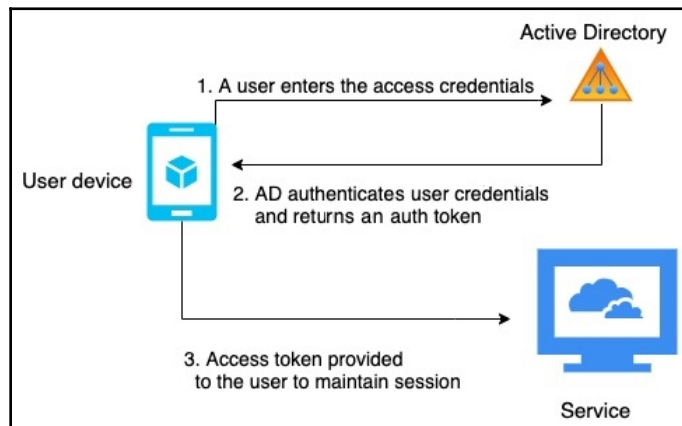 Active Directory
1. A user enters the access credentials
User device
2. AD authenticates user credentials
and returns an auth token
3. Access token provided
to the user to maintain session
Service